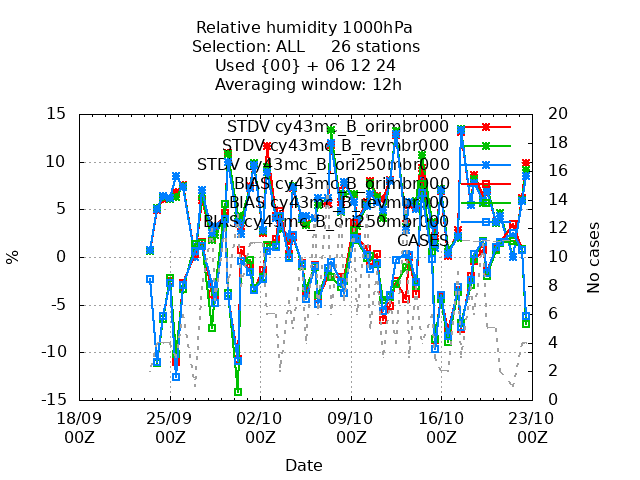 Relative humidity 1000hPa
Selection: ALL 26 stations
Used {00} + 06 12 24
Averaging window: 12h
STDV cy43mc_B_orimbr000
STDV cy43mc_B_revmbr000
STDV cy43mc_B_ori250mbr000
BIAS cy43mc_B_orimbr000
BIAS cy43mc_B_revmbr000
BIAS cy43mc_B_ori250mbr000
CASES
15
10
5
0
-5
-10
-15
%
20
18
16
14
12
10
8
6
4
2
0
No cases
18/09 25/09 02/10 09/10 16/10 23/10
00Z 00Z 00Z 00Z 00Z 00Z
Date